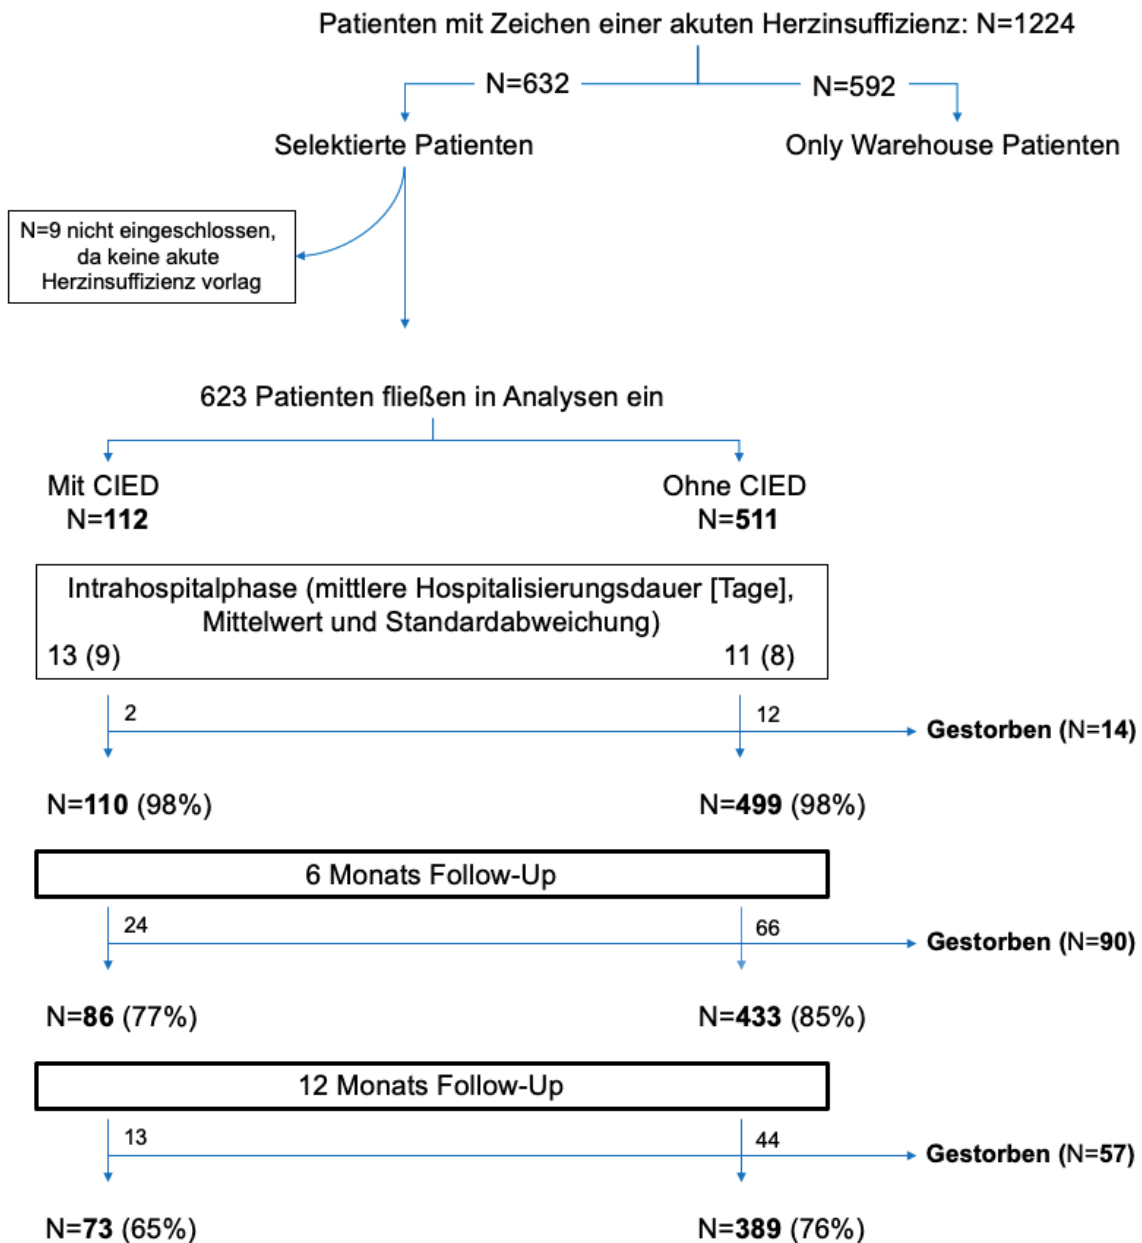 Patienten mit Zeichen einer akuten Herzinsuffizienz: N=1224
N=632
N=592
Selektierte Patienten
Only Warehouse Patienten
N=9 nicht eingeschlossen,
da keine akute
Herzinsuffizienz vorlag
623 Patienten fließen in Analysen ein
Mit CIED
N=112
Ohne CIED
N=511
Intrahospitalphase (mittlere Hospitalisierungsdauer [Tage],
Mittelwert und Standardabweichung)
13 (9)
11 (8)
2
12
Gestorben (N=14)
N=110 (98%)
N=499 (98%)
6 Monats Follow-Up
24
66
Gestorben (N=90)
N=86 (77%)
N=433 (85%)
12 Monats Follow-Up
13
44
Gestorben (N=57)
N=73 (65%)
N=389 (76%)